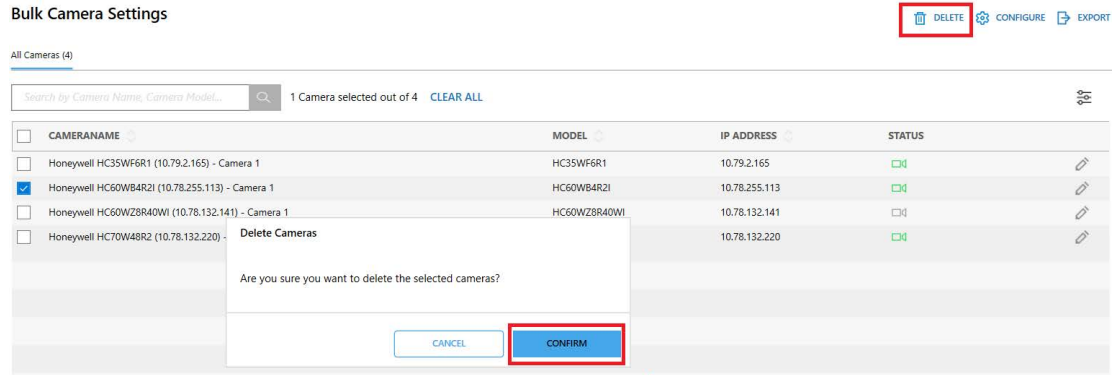 Bulk Camera Settings
DELETE CONFIGURE EXPORT
All Cameras (4)
Search by Camera Name, Camera Model... 1 Camera selected out of 4 CLEAR ALL
CAMERANAME MODEL IP ADDRESS STATUS
Honeywell HC35WF6R1 (10.79.2.165) - Camera 1 HC35WF6R1 10.79.2.165
Honeywell HC60WB4R2I (10.78.255.113) - Camera 1 HC60WB4R2I 10.78.255.113
Honeywell HC60WZ8R40WI (10.78.132.141) - Camera 1 HC60WZ8R40WI 10.78.132.141
Honeywell HC70W48R2 (10.78.132.220) - 10.78.132.220
Delete Cameras
Are you sure you want to delete the selected cameras?
CANCEL CONFIRM